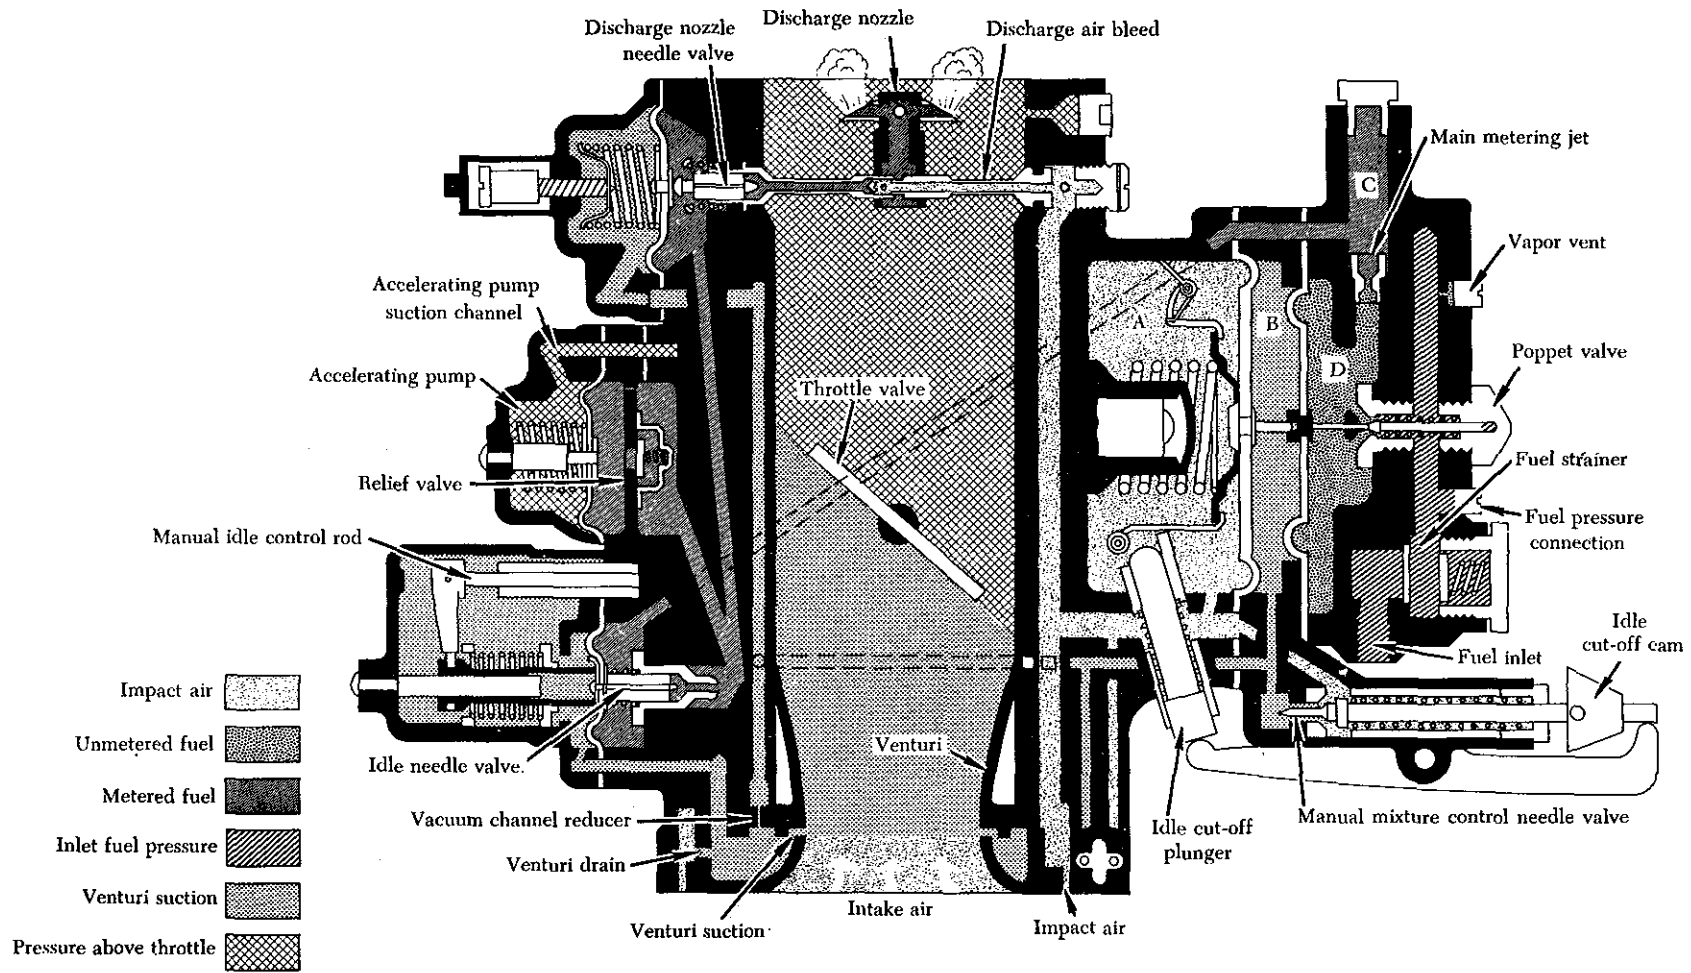 Discharge nozzle
needle valve
Discharge nozzle
Discharge air bleed
Main metering jet
C
Vapor vent
Accelerating pump
suction channel
A
B
Poppet valve
D
Accelerating pump
Throttle valve
Fuel strainer
Relief valve
Fuel pressure
connection
Manual idle control rod
Idle
cut-off cam
Fuel inlet
Impact air
Unmetered fuel
Metered fuel
Inlet fuel pressure
Venturi suction
Pressure above throttle
Idle needle valve.
Venturi
Vacuum channel reducer
Manual mixture control needle valve
Idle cut-off
plunger
Venturi drain
Intake air
Venturi suction
Impact air